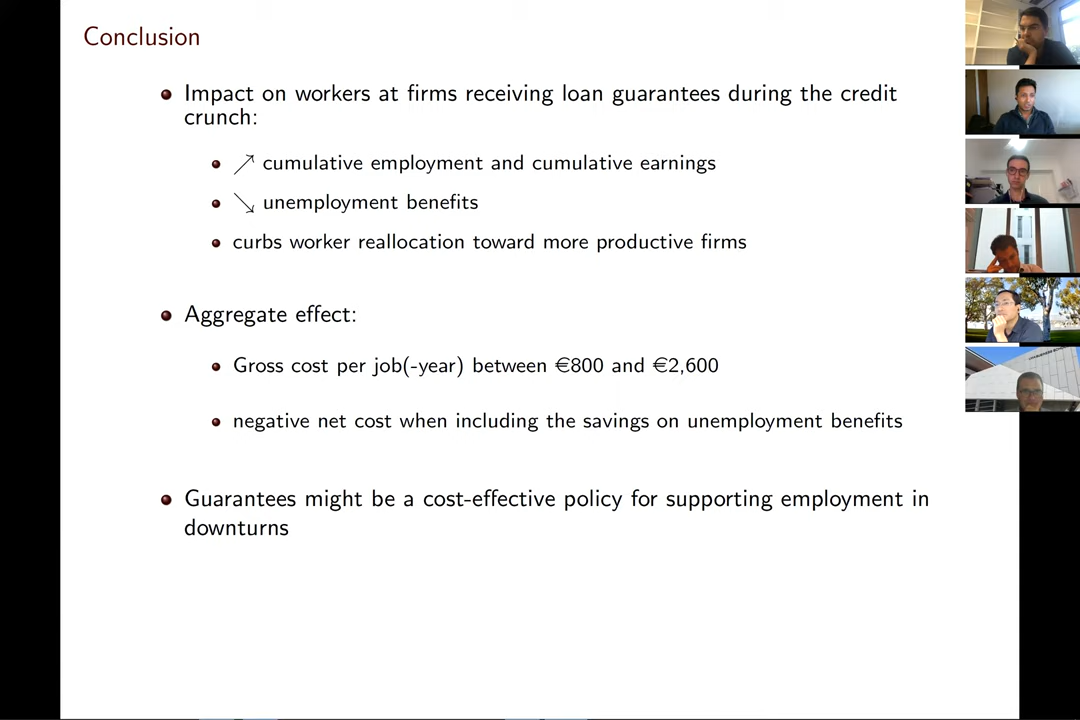 Conclusion
Impact on workers at firms receiving loan guarantees during the credit
crunch:
↗ cumulative employment and cumulative earnings
↘ unemployment benefits
curbs worker reallocation toward more productive firms
Aggregate effect:
Gross cost per job(-year) between €800 and €2,600
negative net cost when including the savings on unemployment benefits
Guarantees might be a cost-effective policy for supporting employment in
downturns